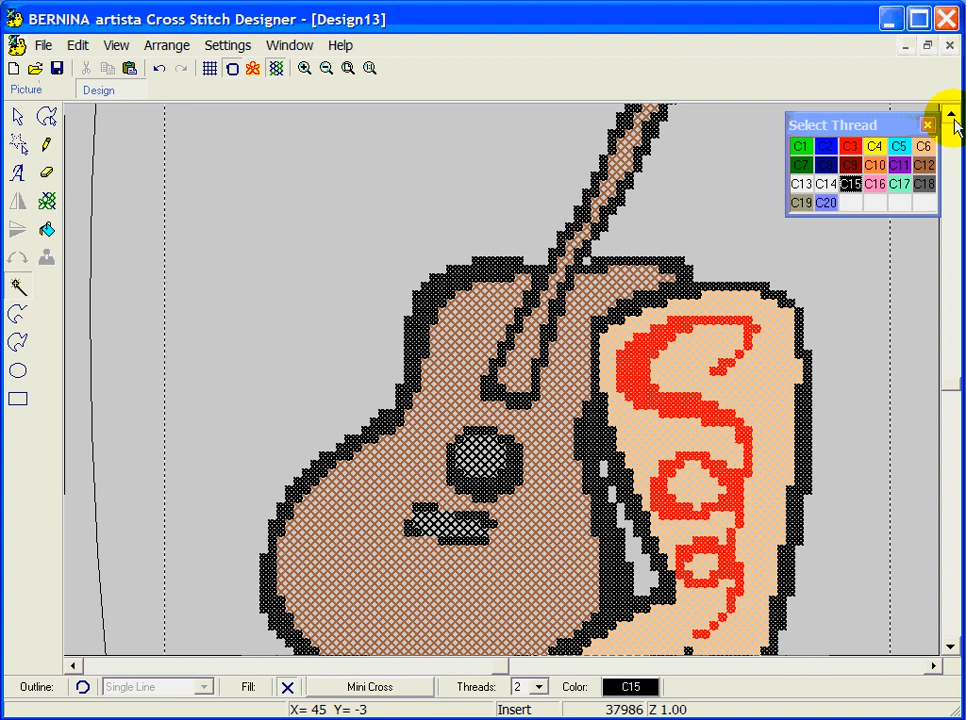 BERNINA artista Cross Stitch Designer - [Design13]
File Edit View Arrange Settings Window Help
Picture Design
Select Thread
C1 C2 C3 C4 C5 C6
C7 C8 C9 C10 C11 C12
C13 C14 C15 C16 C17 C18
C19 C20
Outline: Single Line Fill: Mini Cross Threads: 2 Color: C15
X= 45 Y= -3 Insert 37986 Z 1.00